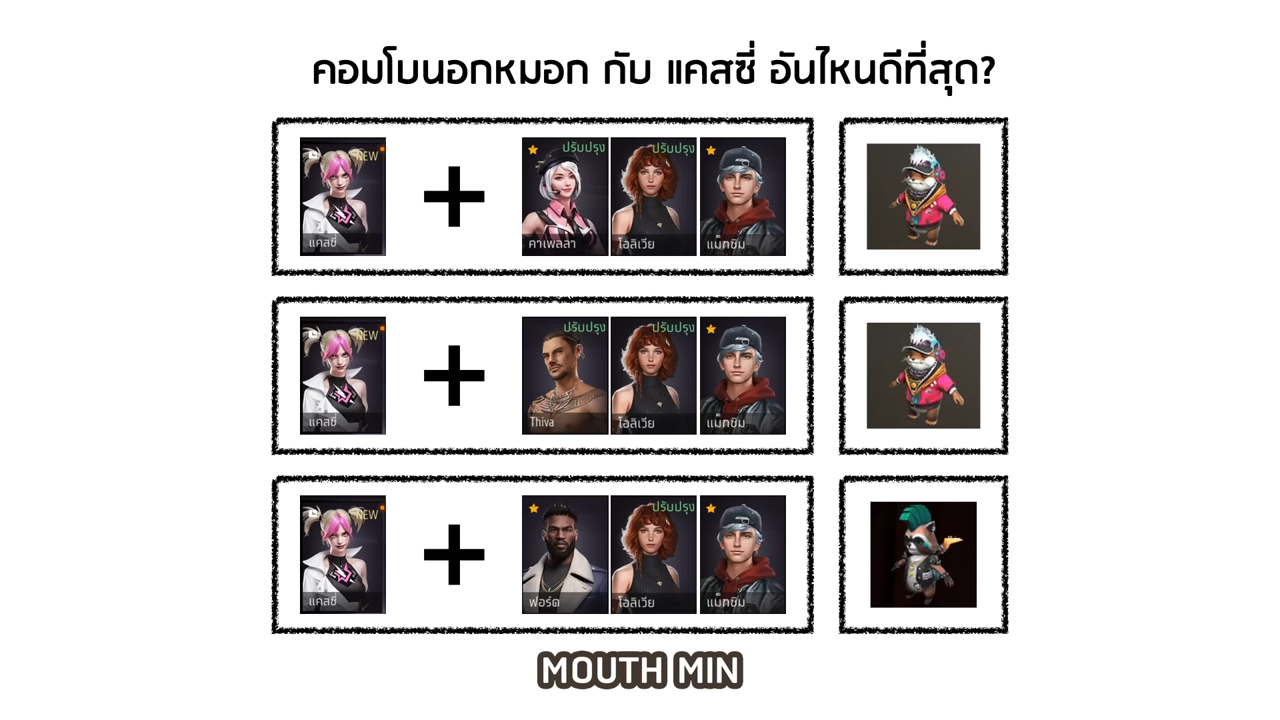 คอมโบนอกหมอก กับ แคสซี่ อันไหนดีที่สุด?
NEW
แคสซี่
ปรับปรุง
คาเพลลา
ปรับปรุง
โอลิเวีย
แม็กซิม
NEW
แคสซี่
ปรับปรุง
Thiva
ปรับปรุง
โอลิเวีย
แม็กซิม
NEW
แคสซี่
ฟอร์ด
ปรับปรุง
โอลิเวีย
แม็กซิม
MOUTH MIN